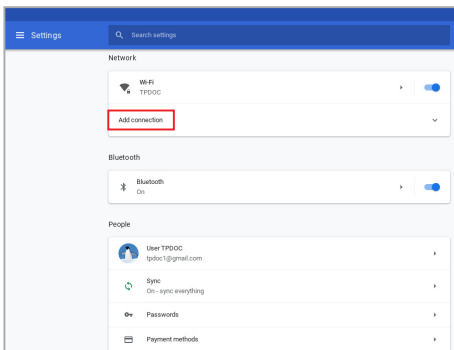 Settings
Search settings
Network
Wi-Fi
TPDOC
Add connection
Bluetooth
Bluetooth
On
People
User TPDOC
tpdoc1@gmail.com
Sync
On - sync everything
Passwords
Payment methods